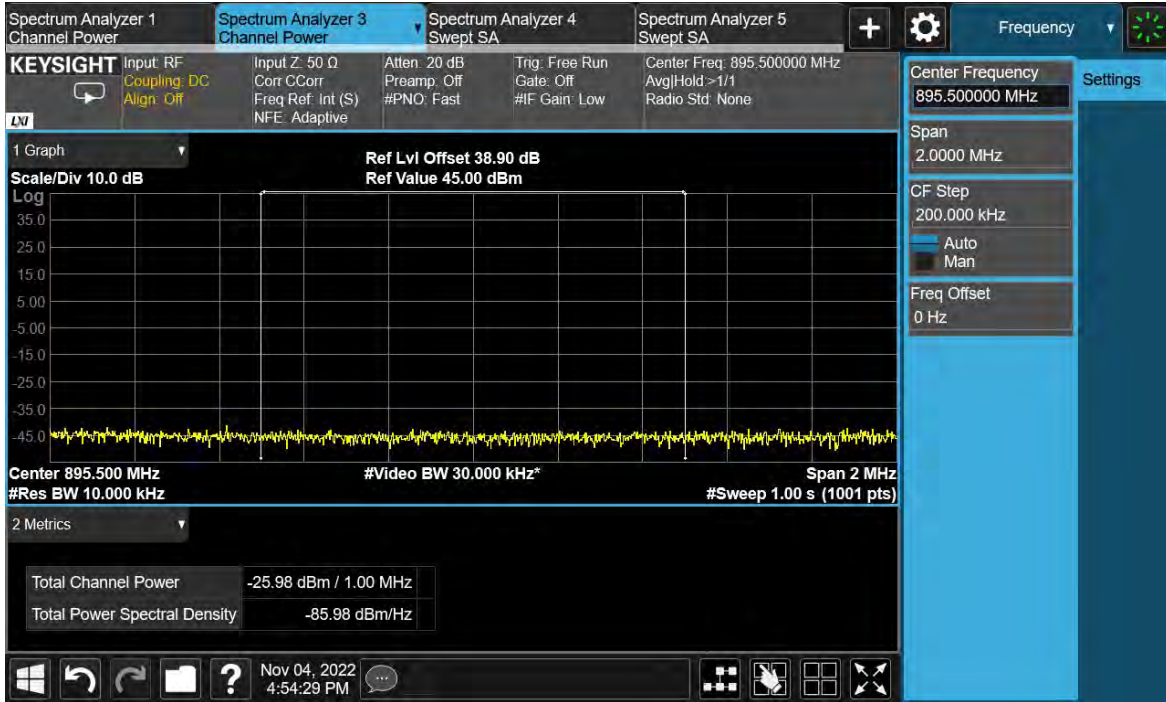 Spectrum Analyzer 1
Channel Power
Spectrum Analyzer 3
Channel Power
Spectrum Analyzer 4
Swept SA
Spectrum Analyzer 5
Swept SA
+
Frequency
KEYSIGHT
LXI
Input: RF
Coupling: DC
Align: Off
Input Z: 50 Ω
Corr CCorr
Freq Ref: Int (S)
NFE: Adaptive
Atten: 20 dB
Preamp: Off
#PNO: Fast
Trig: Free Run
Gate: Off
#IF Gain: Low
Center Freq: 895.500000 MHz
Avg|Hold:>1/1
Radio Std: None
Center Frequency
895.500000 MHz
Settings
Span
2.0000 MHz
CF Step
200.000 kHz
Auto
Man
Freq Offset
0 Hz
1 Graph
Scale/Div 10.0 dB
Ref Lvl Offset 38.90 dB
Ref Value 45.00 dBm
Log
35.0
25.0
15.0
5.00
-5.00
-15.0
-25.0
-35.0
-45.0
Center 895.500 MHz
#Res BW 10.000 kHz
#Video BW 30.000 kHz*
Span 2 MHz
#Sweep 1.00 s (1001 pts)
2 Metrics
Total Channel Power -25.98 dBm / 1.00 MHz
Total Power Spectral Density -85.98 dBm/Hz
?
Nov 04, 2022
4:54:29 PM